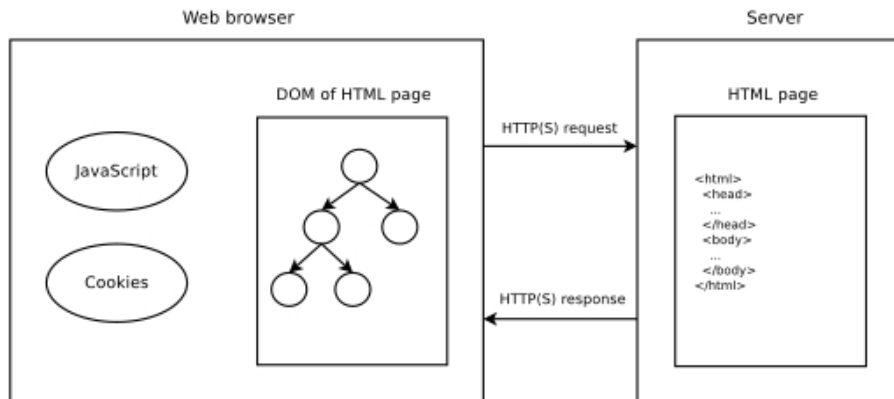 Web browser
Server
DOM of HTML page
HTML page
HTTP(S) request
JavaScript
<html>
<head>
...
</head>
<body>
...
</body>
</html>
Cookies
HTTP(S) response